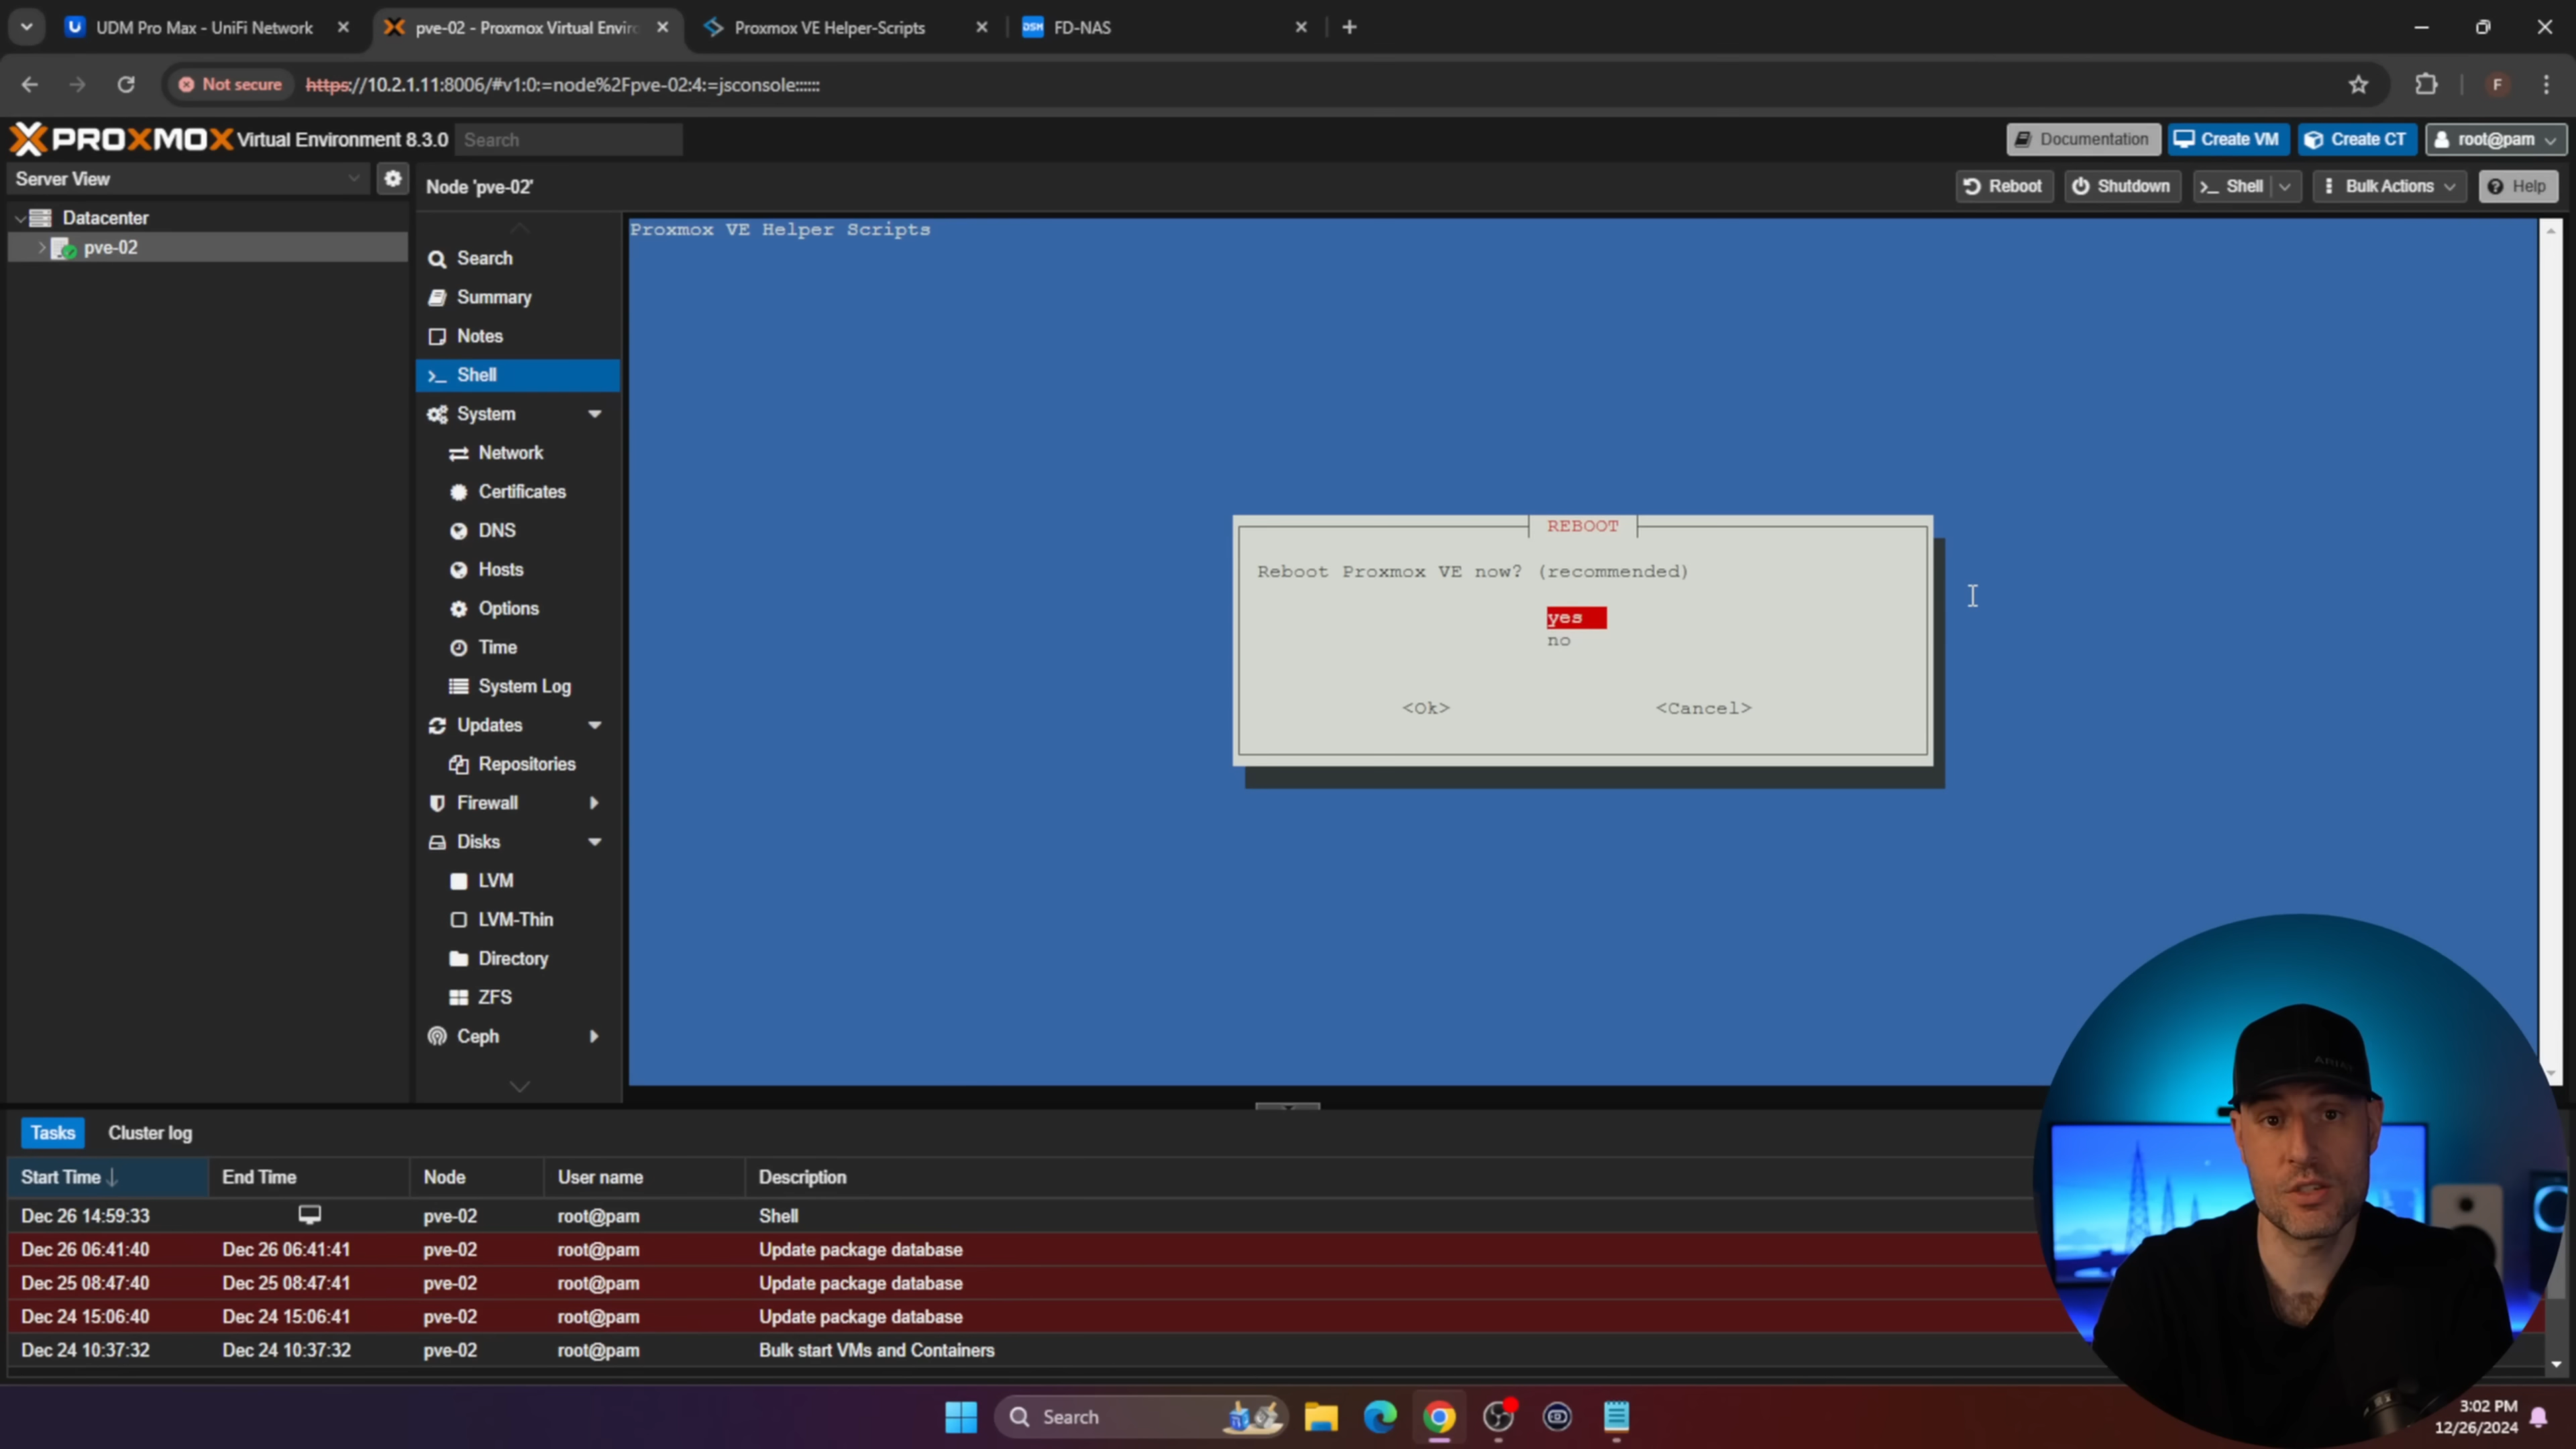 UDM Pro Max - UniFi Network
pve-02 - Proxmox Virtual Enviro
Proxmox VE Helper-Scripts
DSM FD-NAS
Not secure https://10.2.1.11:8006/#v1:0:=node%2Fpve-02:4:=jsconsole::::::
F
PROXMOX Virtual Environment 8.3.0 Search
Documentation Create VM Create CT root@pam
Server View
Node 'pve-02'
Reboot Shutdown Shell Bulk Actions Help
Datacenter
pve-02
Search
Summary
Notes
Shell
System
Network
Certificates
DNS
Hosts
Options
Time
System Log
Updates
Repositories
Firewall
Disks
LVM
LVM-Thin
Directory
ZFS
Ceph
Proxmox VE Helper Scripts
REBOOT
Reboot Proxmox VE now? (recommended)
yes
no
<Ok> <Cancel>
Tasks Cluster log
Start Time End Time Node User name Description
Dec 26 14:59:33 pve-02 root@pam Shell
Dec 26 06:41:40 Dec 26 06:41:41 pve-02 root@pam Update package database
Dec 25 08:47:40 Dec 25 08:47:41 pve-02 root@pam Update package database
Dec 24 15:06:40 Dec 24 15:06:41 pve-02 root@pam Update package database
Dec 24 10:37:32 Dec 24 10:37:32 pve-02 root@pam Bulk start VMs and Containers
Search
3:02 PM
12/26/2024